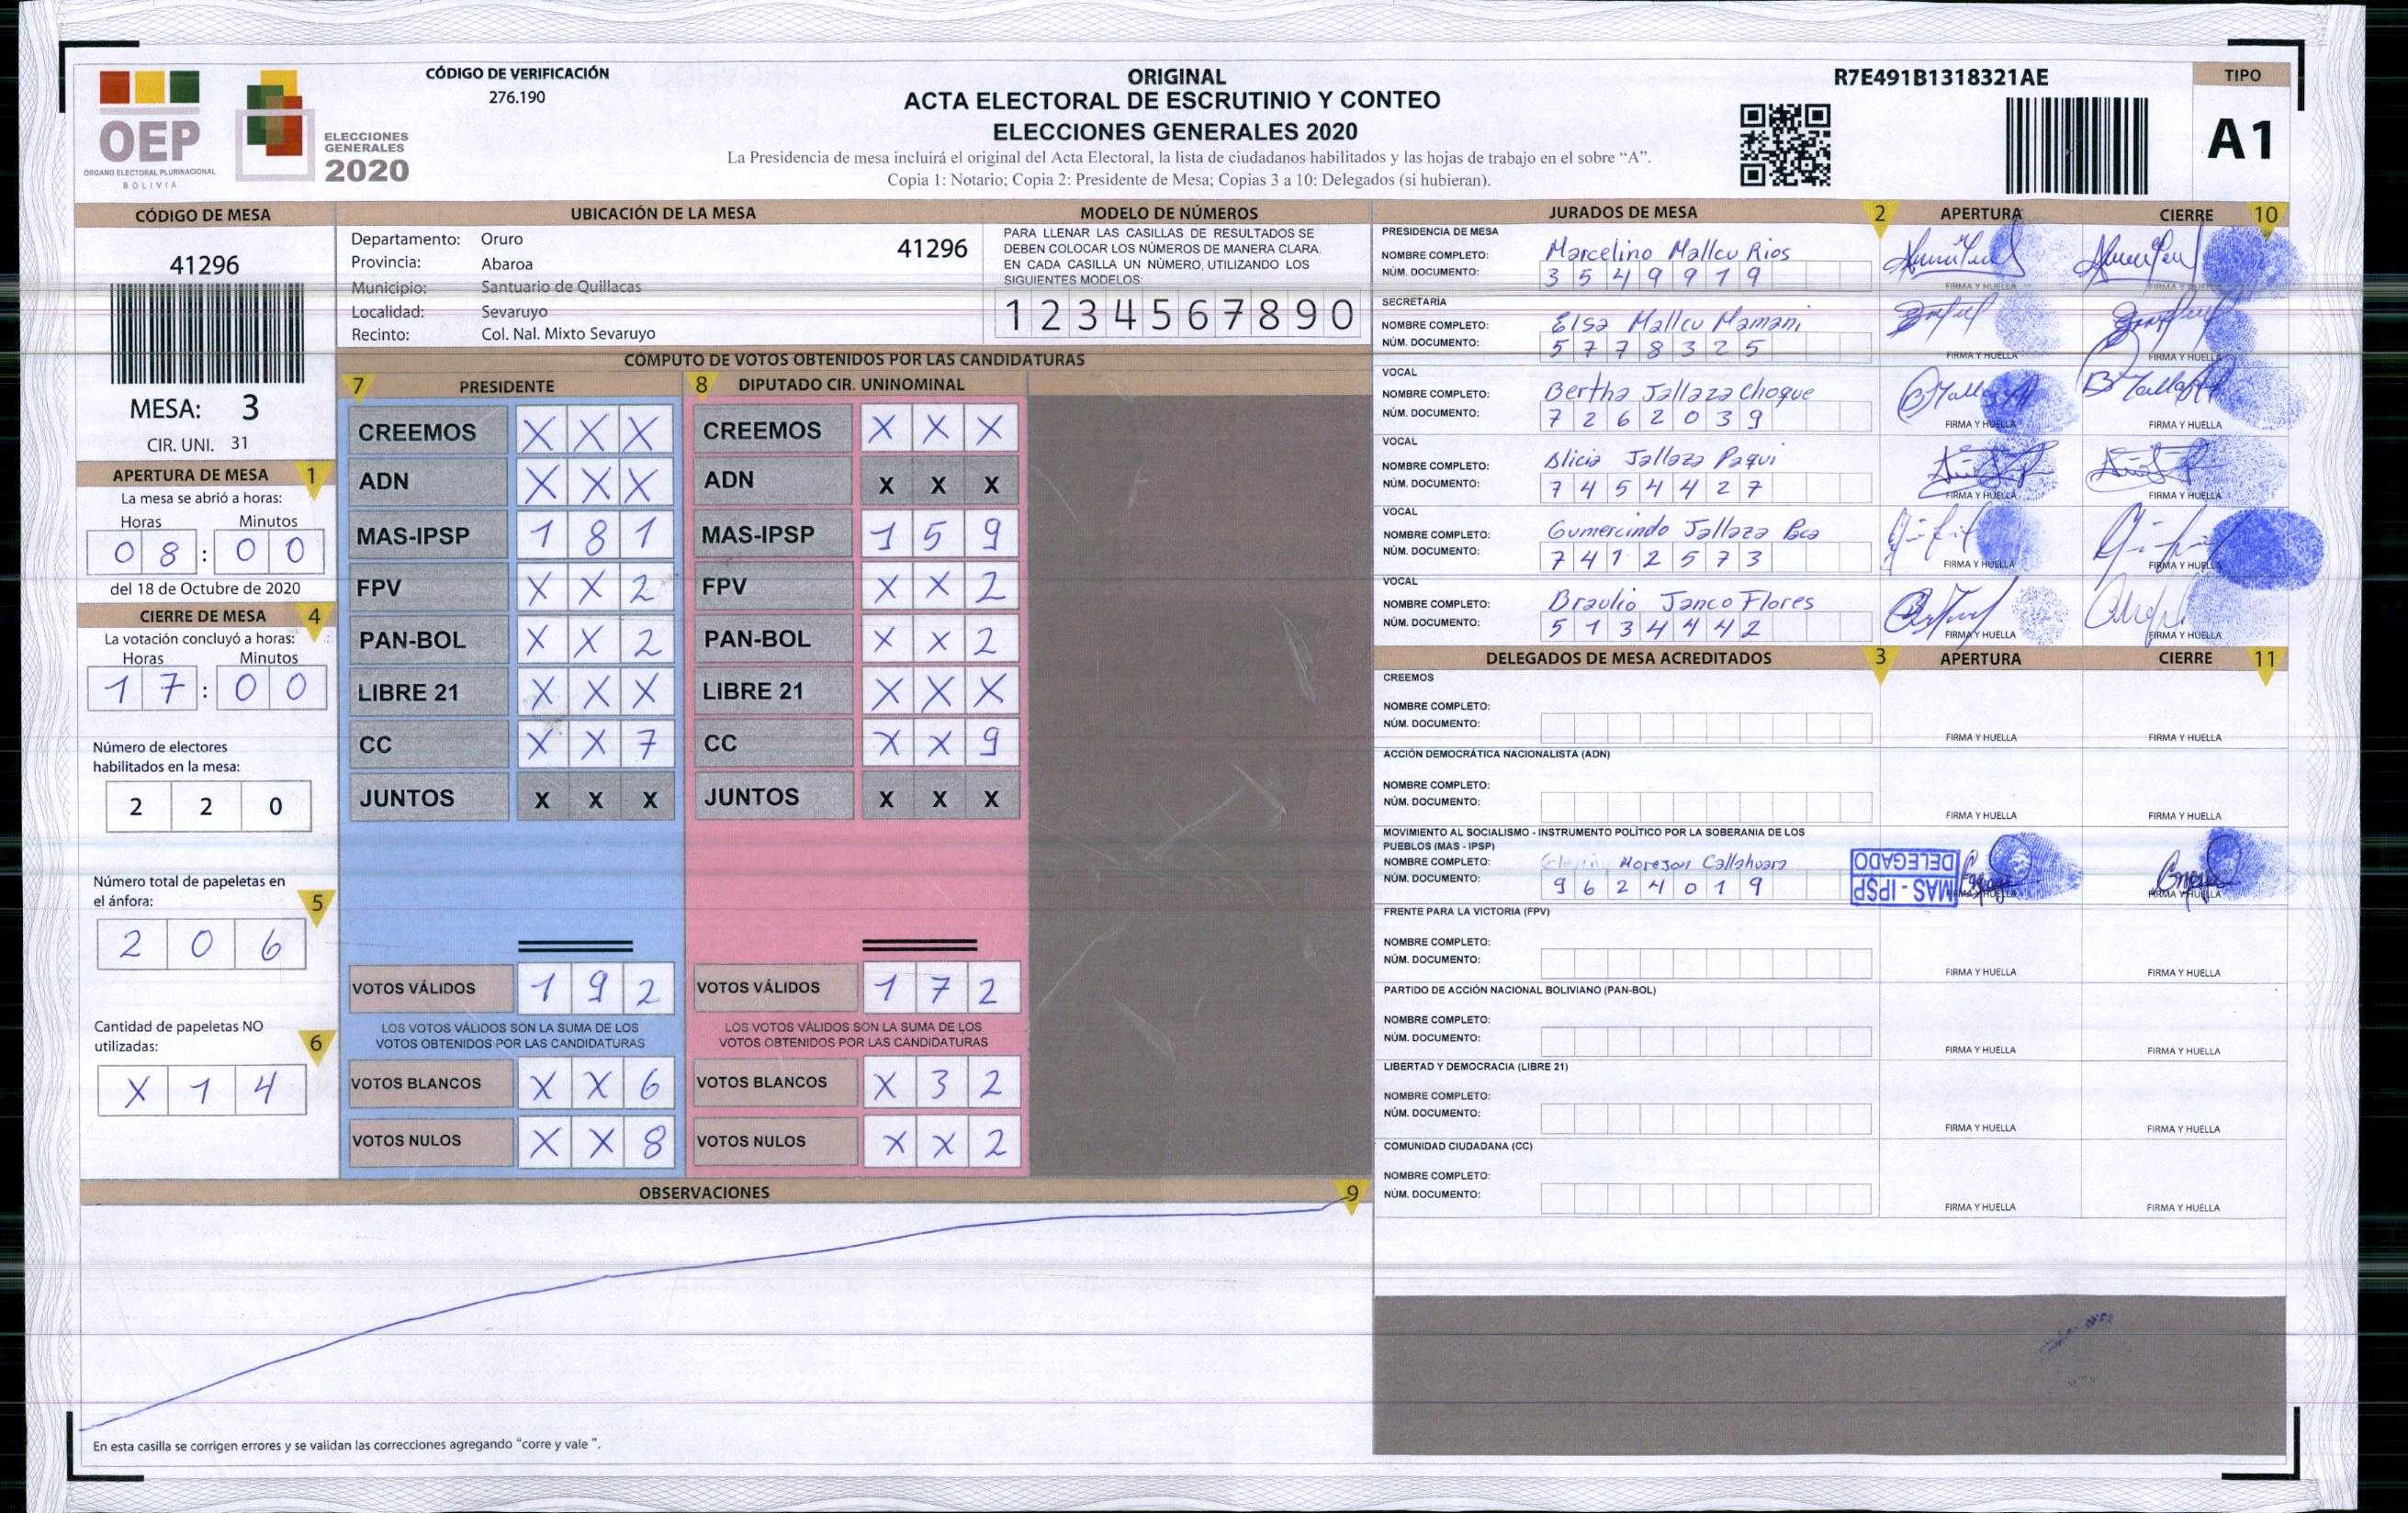 CÓDIGO DE VERIFICACIÓN
276.190
ORIGINAL
ACTA ELECTORAL DE ESCRUTINIO Y CONTEO
ELECCIONES GENERALES 2020
La Presidencia de mesa incluirá el original del Acta Electoral, la lista de ciudadanos habilitados y las hojas de trabajo en el sobre “A”.
Copia 1: Notario; Copia 2: Presidente de Mesa; Copias 3 a 10: Delegados (si hubieran).
R7E491B1318321AE
TIPO
A1
OEP
ÓRGANO ELECTORAL PLURINACIONAL
BOLIVIA
ELECCIONES
GENERALES
2020
CÓDIGO DE MESA
41296
MESA: 3
CIR. UNI. 31
APERTURA DE MESA 1
La mesa se abrió a horas:
Horas Minutos
0 8 : 0 0
del 18 de Octubre de 2020
CIERRE DE MESA 4
La votación concluyó a horas:
Horas Minutos
1 7 : 0 0
Número de electores
habilitados en la mesa:
2 2 0
Número total de papeletas en
el ánfora: 5
2 0 6
Cantidad de papeletas NO
utilizadas: 6
X 1 4
UBICACIÓN DE LA MESA
Departamento: Oruro
41296
Provincia: Abaroa
Municipio: Santuario de Quillacas
Localidad: Sevaruyo
Recinto: Col. Nal. Mixto Sevaruyo
MODELO DE NÚMEROS
PARA LLENAR LAS CASILLAS DE RESULTADOS SE
DEBEN COLOCAR LOS NÚMEROS DE MANERA CLARA.
EN CADA CASILLA UN NÚMERO, UTILIZANDO LOS
SIGUIENTES MODELOS:
1 2 3 4 5 6 7 8 9 0
CÓMPUTO DE VOTOS OBTENIDOS POR LAS CANDIDATURAS
7 PRESIDENTE
CREEMOS X X X
ADN X X X
MAS-IPSP 1 8 1
FPV X X 2
PAN-BOL X X 2
LIBRE 21 X X X
CC X X 7
JUNTOS X X X
VOTOS VÁLIDOS 1 9 2
LOS VOTOS VÁLIDOS SON LA SUMA DE LOS
VOTOS OBTENIDOS POR LAS CANDIDATURAS
VOTOS BLANCOS X X 6
VOTOS NULOS X X 8
8 DIPUTADO CIR. UNINOMINAL
CREEMOS X X X
ADN X X X
MAS-IPSP 1 5 9
FPV X X 2
PAN-BOL X X 2
LIBRE 21 X X X
CC X X 9
JUNTOS X X X
VOTOS VÁLIDOS 1 7 2
LOS VOTOS VÁLIDOS SON LA SUMA DE LOS
VOTOS OBTENIDOS POR LAS CANDIDATURAS
VOTOS BLANCOS X 3 2
VOTOS NULOS X X 2
OBSERVACIONES 9
En esta casilla se corrigen errores y se validan las correcciones agregando “corre y vale ”.
JURADOS DE MESA 2 APERTURA CIERRE 10
PRESIDENCIA DE MESA
NOMBRE COMPLETO: Marcelino Mallcu Rios
NÚM. DOCUMENTO: 3 5 4 9 9 7 9
FIRMA Y HUELLA FIRMA Y HUELLA
SECRETARÍA
NOMBRE COMPLETO: Elsa Mallcu Mamani
NÚM. DOCUMENTO: 5 7 7 8 3 2 5
FIRMA Y HUELLA FIRMA Y HUELLA
VOCAL
NOMBRE COMPLETO: Bertha Jallaza Choque
NÚM. DOCUMENTO: 7 2 6 2 0 3 9
FIRMA Y HUELLA FIRMA Y HUELLA
VOCAL
NOMBRE COMPLETO: Alicia Jallaza Paqui
NÚM. DOCUMENTO: 7 4 5 4 4 2 7
FIRMA Y HUELLA FIRMA Y HUELLA
VOCAL
NOMBRE COMPLETO: Gumercindo Jallaza Paca
NÚM. DOCUMENTO: 7 4 1 2 5 7 3
FIRMA Y HUELLA FIRMA Y HUELLA
VOCAL
NOMBRE COMPLETO: Braulio Janco Flores
NÚM. DOCUMENTO: 5 1 3 4 4 4 2
FIRMA Y HUELLA FIRMA Y HUELLA
DELEGADOS DE MESA ACREDITADOS 3 APERTURA CIERRE 11
CREEMOS
NOMBRE COMPLETO:
NÚM. DOCUMENTO:
FIRMA Y HUELLA FIRMA Y HUELLA
ACCIÓN DEMOCRÁTICA NACIONALISTA (ADN)
NOMBRE COMPLETO:
NÚM. DOCUMENTO:
FIRMA Y HUELLA FIRMA Y HUELLA
MOVIMIENTO AL SOCIALISMO - INSTRUMENTO POLÍTICO POR LA SOBERANIA DE LOS
PUEBLOS (MAS - IPSP)
NOMBRE COMPLETO: Morejon Callahuara
NÚM. DOCUMENTO: 9 6 2 4 0 1 9
MAS - IPSP
DELEGADO
FIRMA Y HUELLA FIRMA Y HUELLA
FRENTE PARA LA VICTORIA (FPV)
NOMBRE COMPLETO:
NÚM. DOCUMENTO:
FIRMA Y HUELLA FIRMA Y HUELLA
PARTIDO DE ACCIÓN NACIONAL BOLIVIANO (PAN-BOL)
NOMBRE COMPLETO:
NÚM. DOCUMENTO:
FIRMA Y HUELLA FIRMA Y HUELLA
LIBERTAD Y DEMOCRACIA (LIBRE 21)
NOMBRE COMPLETO:
NÚM. DOCUMENTO:
FIRMA Y HUELLA FIRMA Y HUELLA
COMUNIDAD CIUDADANA (CC)
NOMBRE COMPLETO:
NÚM. DOCUMENTO:
FIRMA Y HUELLA FIRMA Y HUELLA